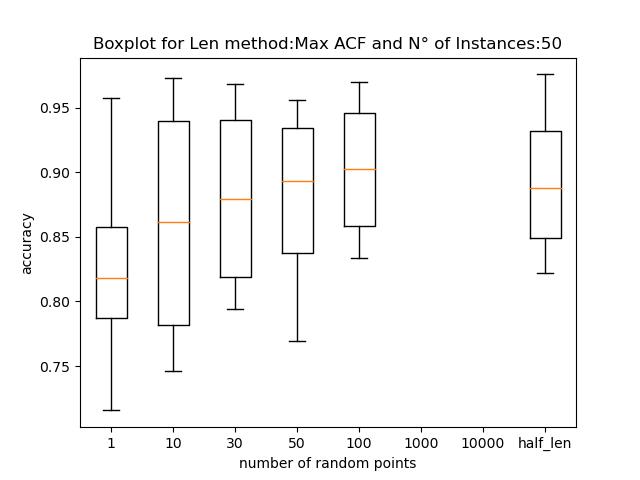 Boxplot for Len method:Max ACF and N° of Instances:50
0.95
0.90
0.85
0.80
0.75
accuracy
1 10 30 50 100 1000 10000 half_len
number of random points